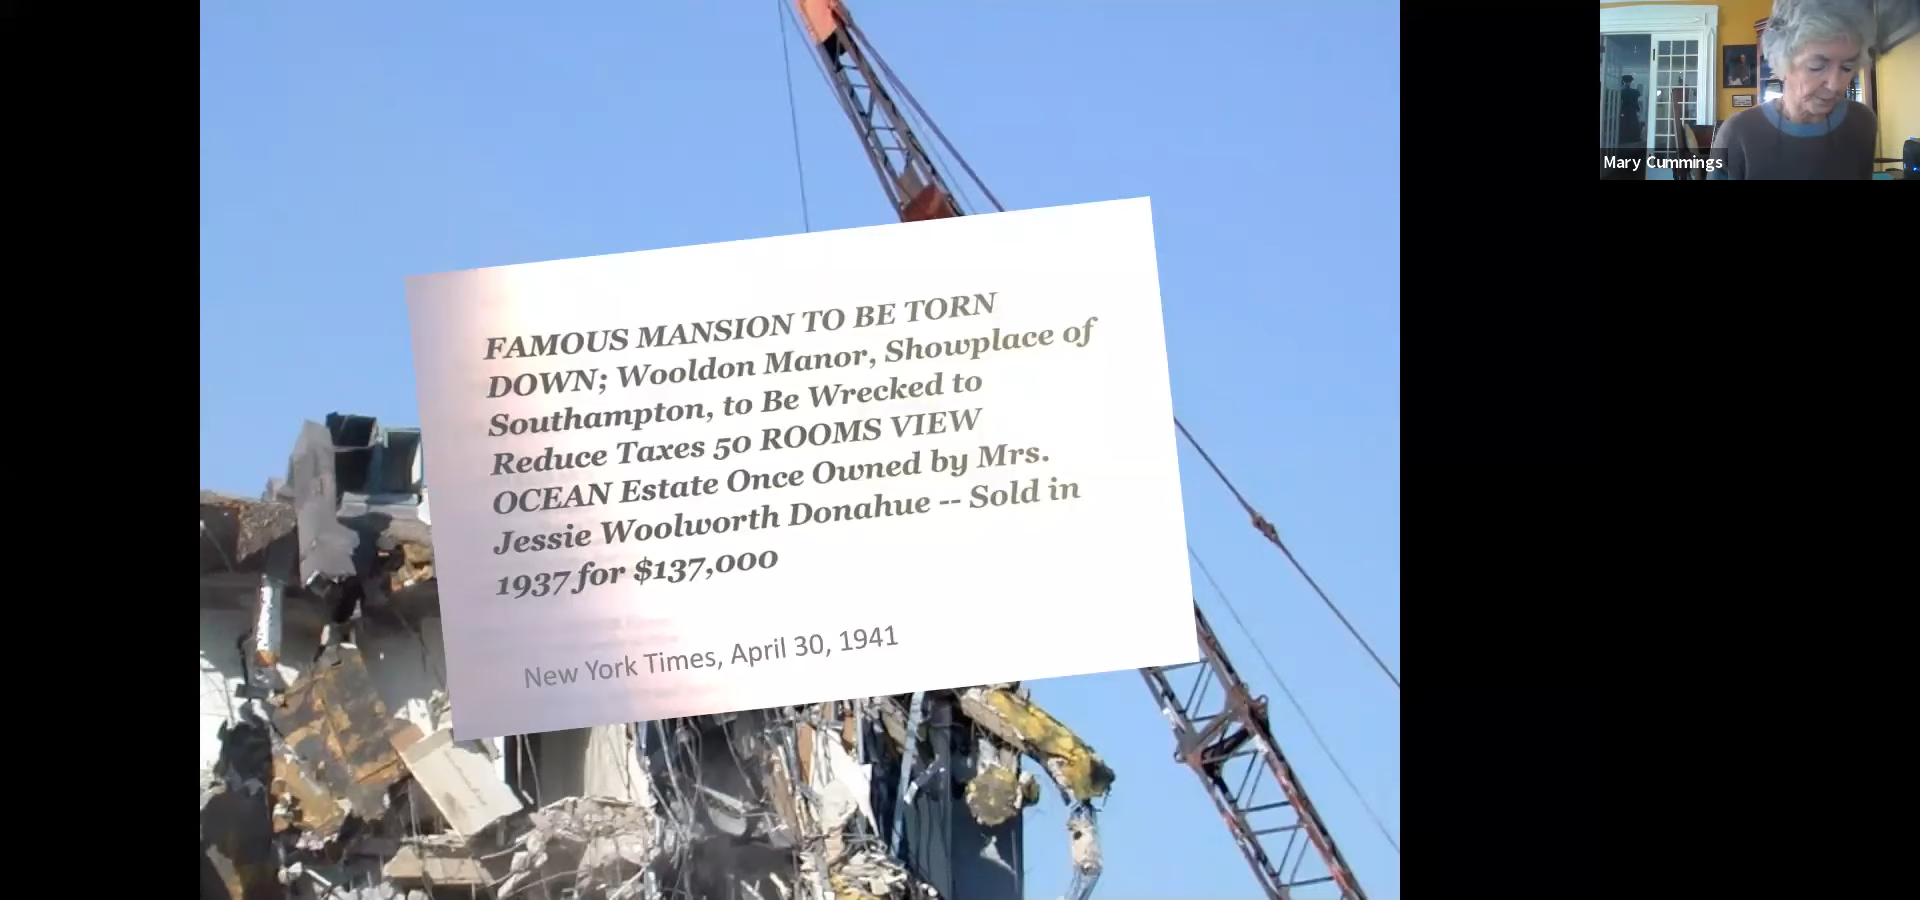 FAMOUS MANSION TO BE TORN
DOWN; Wooldon Manor, Showplace of
Southampton, to Be Wrecked to
Reduce Taxes 50 ROOMS VIEW
OCEAN Estate Once Owned by Mrs.
Jessie Woolworth Donahue -- Sold in
1937 for $137,000
New York Times, April 30, 1941
Mary Cummings